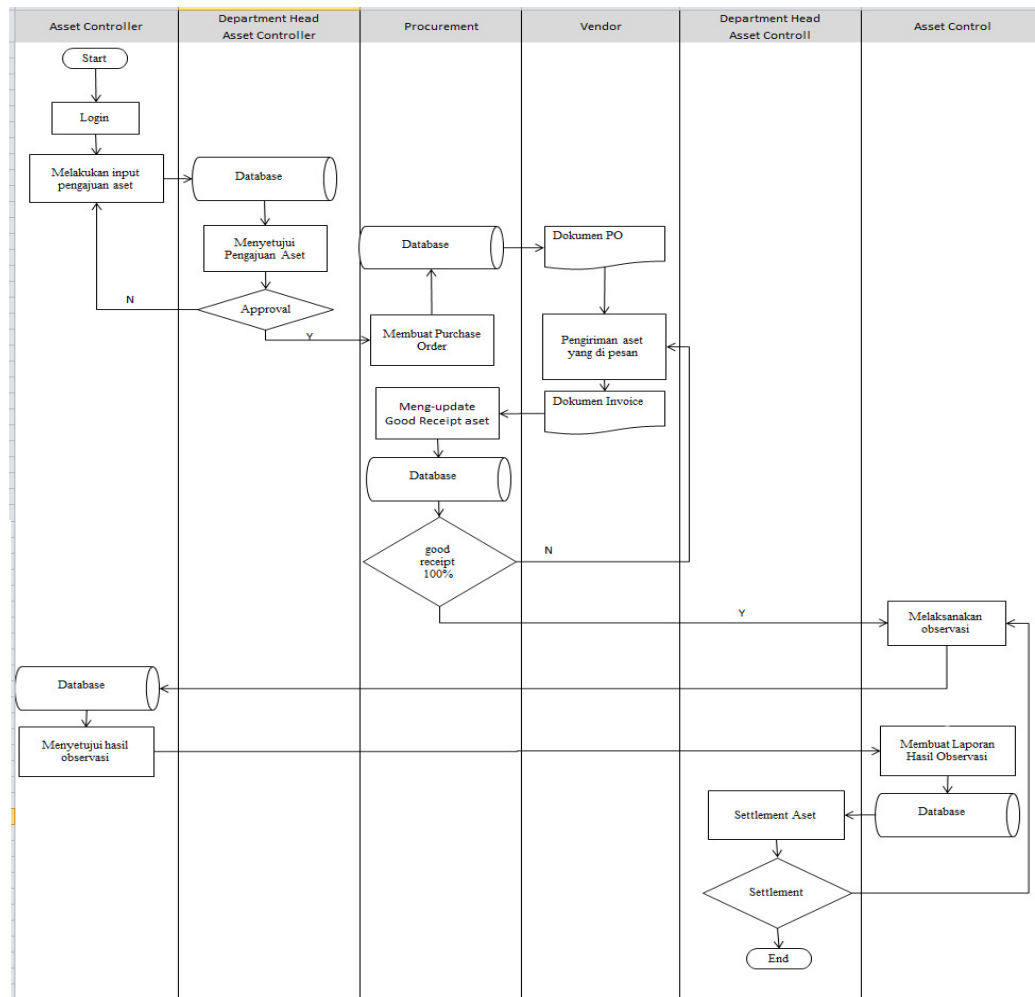 Asset Controller
Department Head
Asset Controller
Procurement
Vendor
Department Head
Asset Controll
Asset Control
Start
Login
Melakukan input
pengajuan aset
Database
Menyetujui
Pengajuan Aset
Approval
N
Y
Database
Membuat Purchase
Order
Dokumen PO
Pengiriman aset
yang di pesan
Dokumen Invoice
Meng-update
Good Receipt aset
Database
good
receipt
100%
N
Y
Melaksanakan
observasi
Database
Menyetujui hasil
observasi
Membuat Laporan
Hasil Observasi
Database
Settlement Aset
Settlement
End